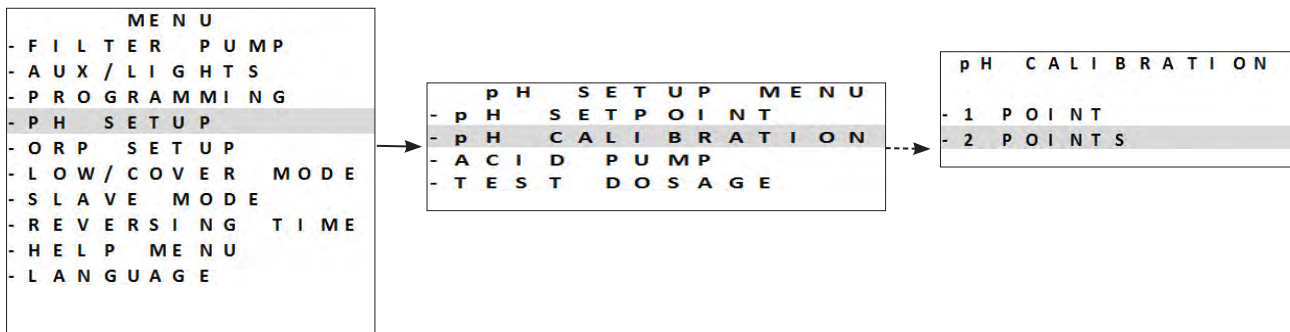 MENU
- FILTER PUMP
- AUX/LIGHTS
- PROGRAMMING
- PH SETUP
- ORP SETUP
- LOW/COVER MODE
- SLAVE MODE
- REVERSING TIME
- HELP MENU
- LANGUAGE
pH SETUP MENU
- pH SETPOINT
- pH CALIBRATION
- ACID PUMP
- TEST DOSAGE
pH CALIBRATION
- 1 POINT
- 2 POINTS